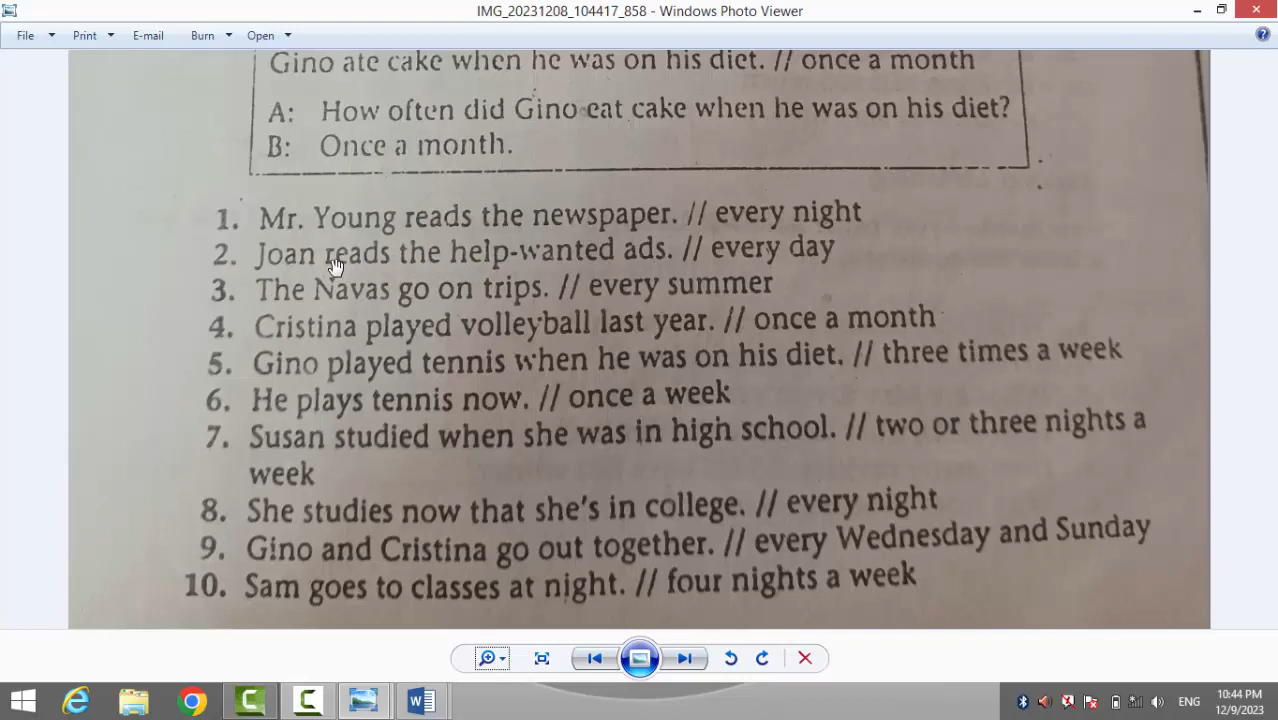 IMG_20231208_104417_858 - Windows Photo Viewer
File Print E-mail Burn Open
Gino ate cake when he was on his diet. // once a month
A: How often did Gino eat cake when he was on his diet?
B: Once a month.
1. Mr. Young reads the newspaper. // every night
2. Joan reads the help-wanted ads. // every day
3. The Navas go on trips. // every summer
4. Cristina played volleyball last year. // once a month
5. Gino played tennis when he was on his diet. // three times a week
6. He plays tennis now. // once a week
7. Susan studied when she was in high school. // two or three nights a
week
8. She studies now that she's in college. // every night
9. Gino and Cristina go out together. // every Wednesday and Sunday
10. Sam goes to classes at night. // four nights a week
ENG
10:44 PM
12/9/2023